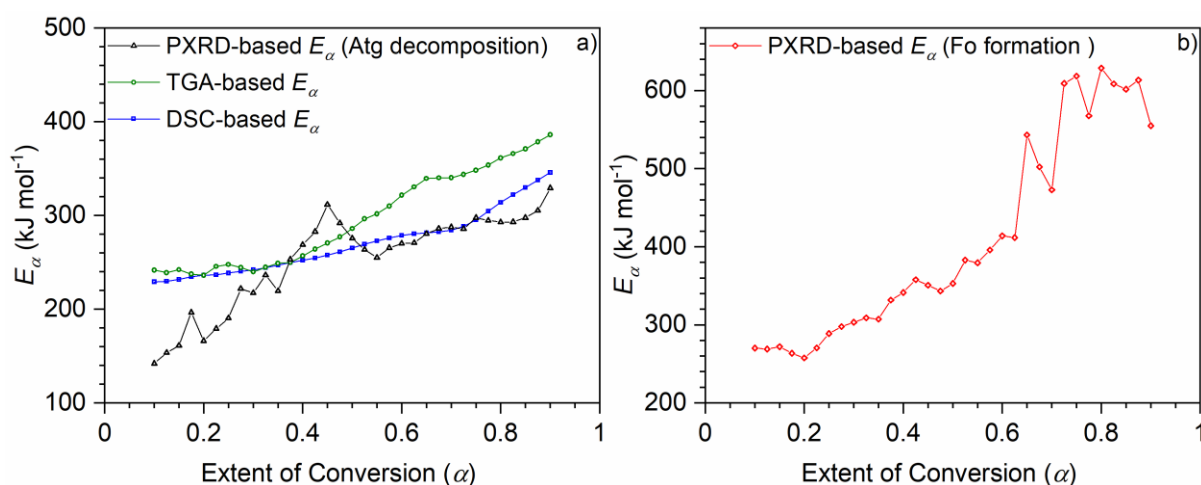 PXRD-based Eα (Atg decomposition)
TGA-based Eα
DSC-based Eα
a)
500
400
300
200
100
Eα (kJ mol-1)
0
0.2
0.4
0.6
0.8
1
Extent of Conversion (α)
PXRD-based Eα (Fo formation )
b)
600
500
400
300
200
Eα (kJ mol-1)
0
0.2
0.4
0.6
0.8
1
Extent of Conversion (α)